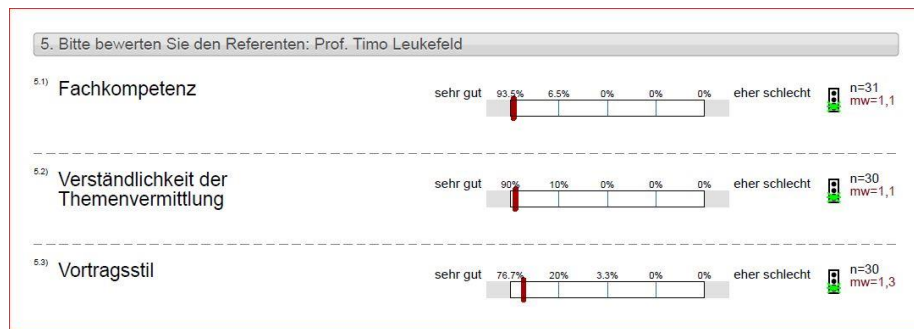 5. Bitte bewerten Sie den Referenten: Prof. Timo Leukefeld
5.1) Fachkompetenz
sehr gut 93.5% 6.5% 0% 0% 0% eher schlecht n=31
mw=1,1
5.2) Verständlichkeit der
Themenvermittlung
sehr gut 90% 10% 0% 0% 0% eher schlecht n=30
mw=1,1
5.3) Vortragsstil
sehr gut 76.7% 20% 3.3% 0% 0% eher schlecht n=30
mw=1,3